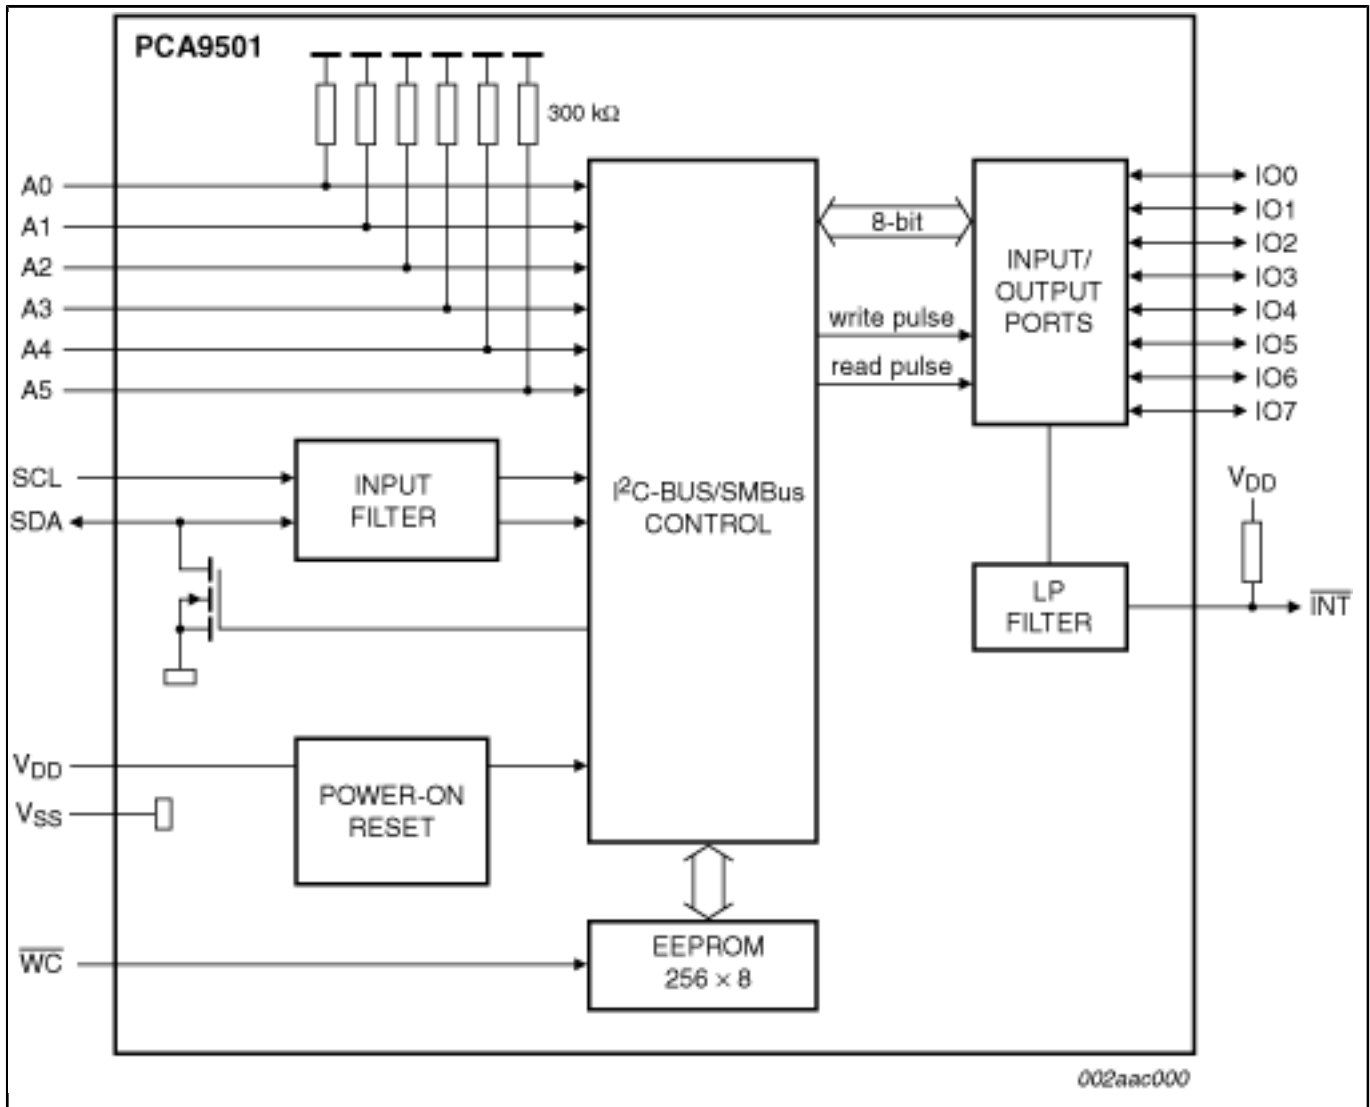 PCA9501
300 kΩ
A0
A1
A2
A3
A4
A5
SCL
SDA
INPUT
FILTER
I²C-BUS/SMBus
CONTROL
8-bit
write pulse
read pulse
INPUT/
OUTPUT
PORTS
IO0
IO1
IO2
IO3
IO4
IO5
IO6
IO7
VDD
LP
FILTER
INT
VDD
VSS
POWER-ON
RESET
WC
EEPROM
256 × 8
002aac000